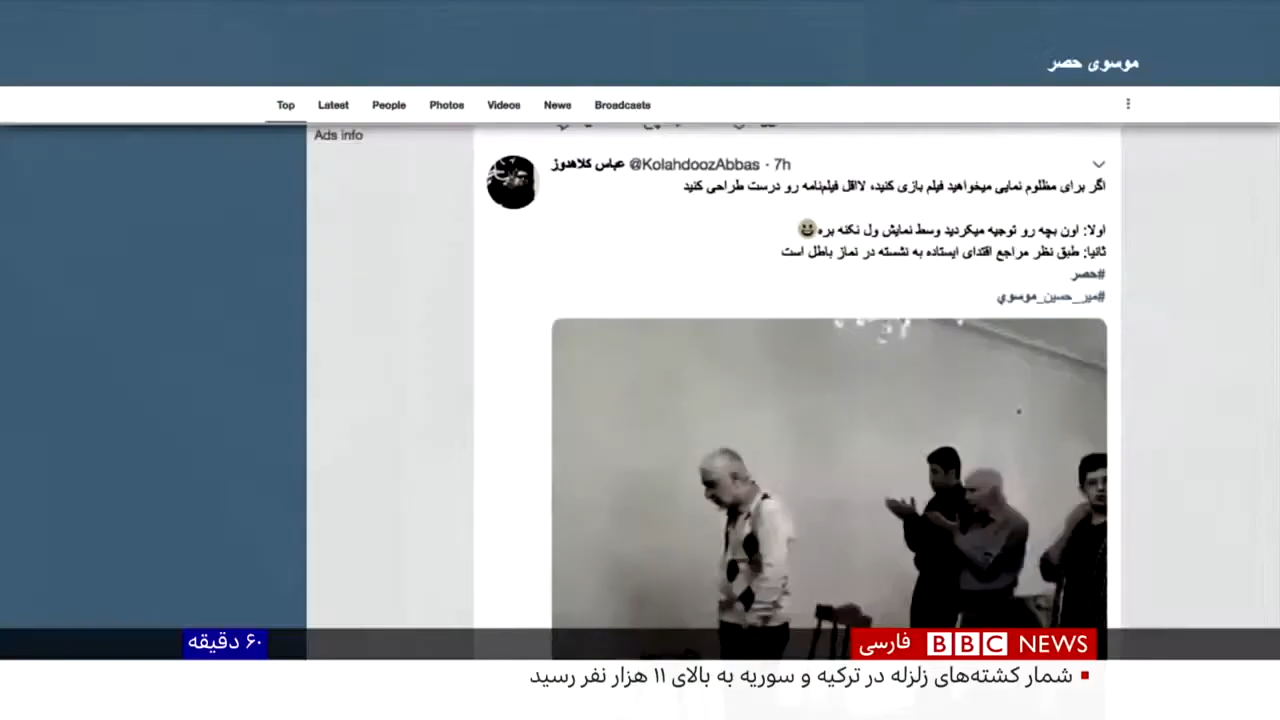 موسوی حصر
Top Latest People Photos Videos News Broadcasts
Ads info
عباس کلاهدوز @KolahdoozAbbas · 7h
اگر برای مظلوم نمایی میخواهید فیلم بازی کنید، لااقل فیلم‌نامه رو درست طراحی کنید
اولا: اون بچه رو توجیه میکردید وسط نمایش ول نکنه بره😀
ثانیا: طبق نظر مراجع اقتدای ایستاده به نشسته در نماز باطل است
#حصر
#میر_حسین_موسوي
۶۰ دقیقه
BBC NEWS فارسی
شمار کشته‌های زلزله در ترکیه و سوریه به بالای ۱۱ هزار نفر رسید